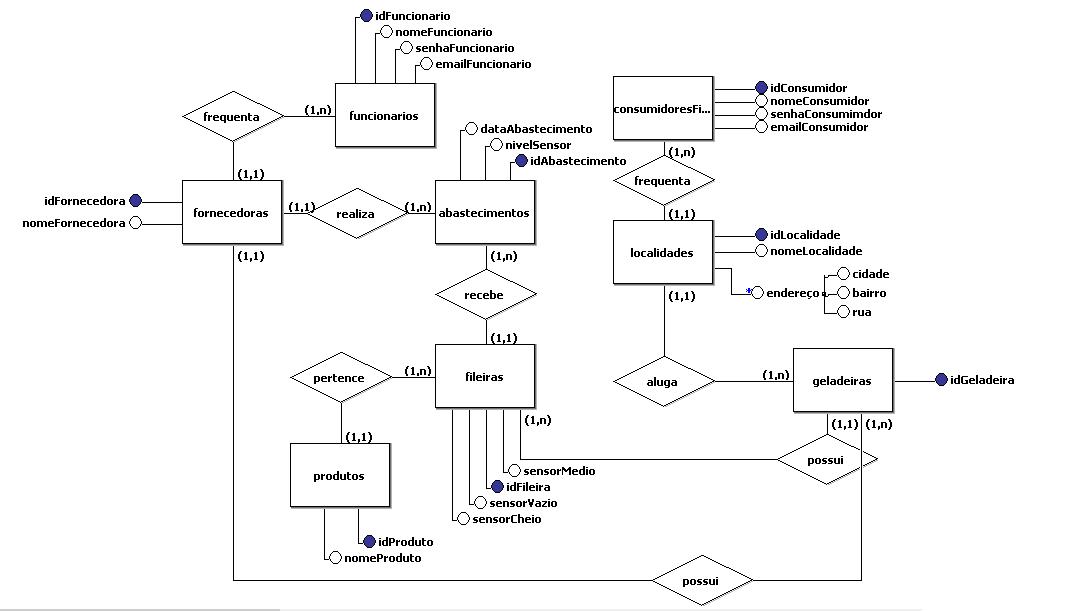 idFuncionario
nomeFuncionario
senhaFuncionario
emailFuncionario
frequenta
(1,n)
funcionarios
(1,1)
consumidoresFi...
idConsumidor
nomeConsumidor
senhaConsumimdor
emailConsumidor
(1,n)
frequenta
(1,1)
dataAbastecimento
nivelSensor
idAbastecimento
idFornecedora
nomeFornecedora
fornecedoras
(1,1)
realiza
(1,n)
abastecimentos
(1,1)
(1,n)
localidades
idLocalidade
nomeLocalidade
* endereço
cidade
bairro
rua
(1,1)
recebe
(1,1)
pertence
(1,n)
fileiras
(1,n)
aluga
(1,n)
geladeiras
idGeladeira
(1,1)
(1,n)
(1,1)
produtos
sensorMedio
idFileira
sensorVazio
sensorCheio
possui
idProduto
nomeProduto
possui